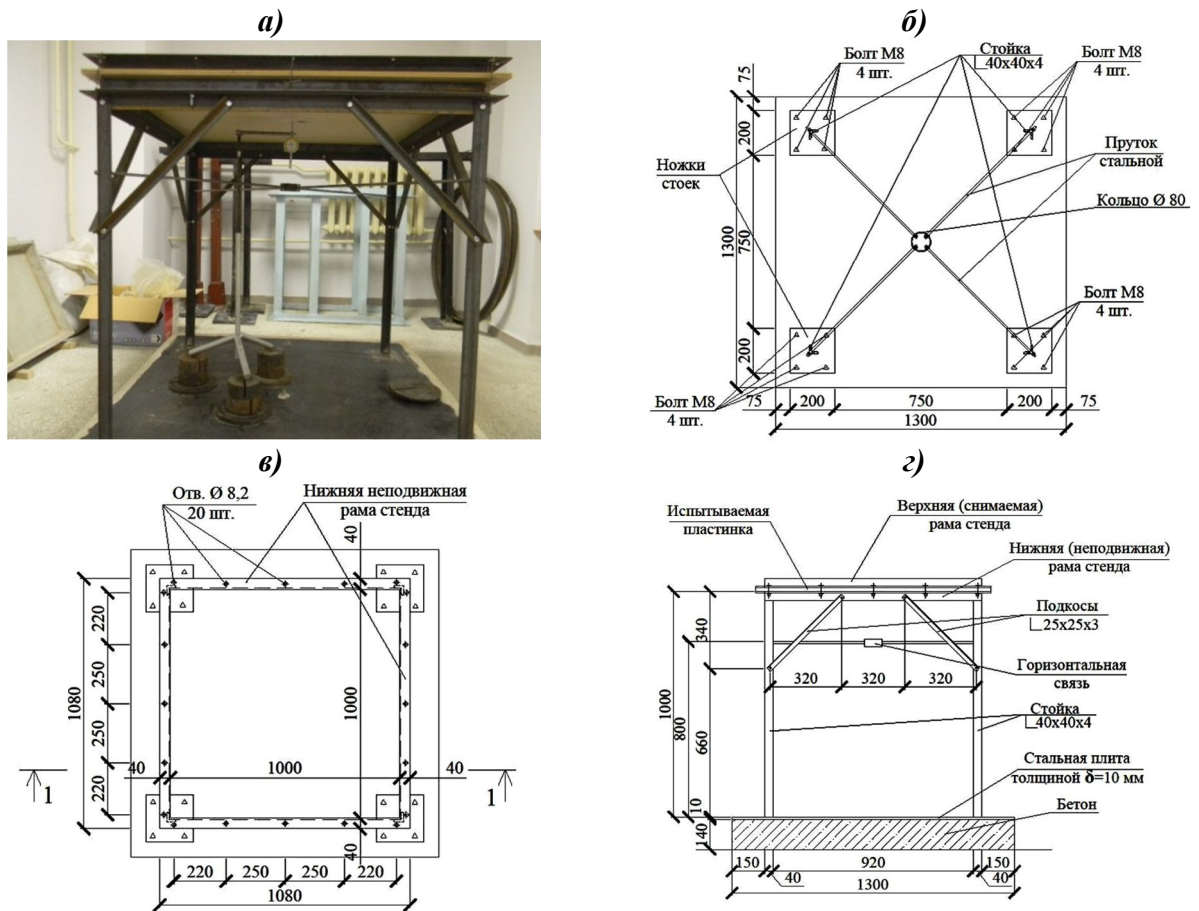 а)
б)
Болт М8
4 шт.
Стойка
40х40х4
Болт М8
4 шт.
75
200
Ножки
стоек
Пруток
стальной
Кольцо Ø 80
1300
750
Болт М8
4 шт.
200
Болт М8
4 шт.
75
200
750
200
75
1300
в)
г)
Отв. Ø 8,2
20 шт.
Нижняя неподвижная
рама стенда
40
220
250
1080
1000
250
40
1000
40
220
1
1
40
220
250
250
220
1080
Испытываемая
пластинка
Верхняя (снимаемая)
рама стенда
Нижняя (неподвижная)
рама стенда
340
Подкосы
25х25х3
320
320
320
Горизонтальная
связь
1000
800
660
Стойка
40х40х4
Стальная плита
толщиной δ=10 мм
Бетон
10
140
150
920
150
40
40
1300